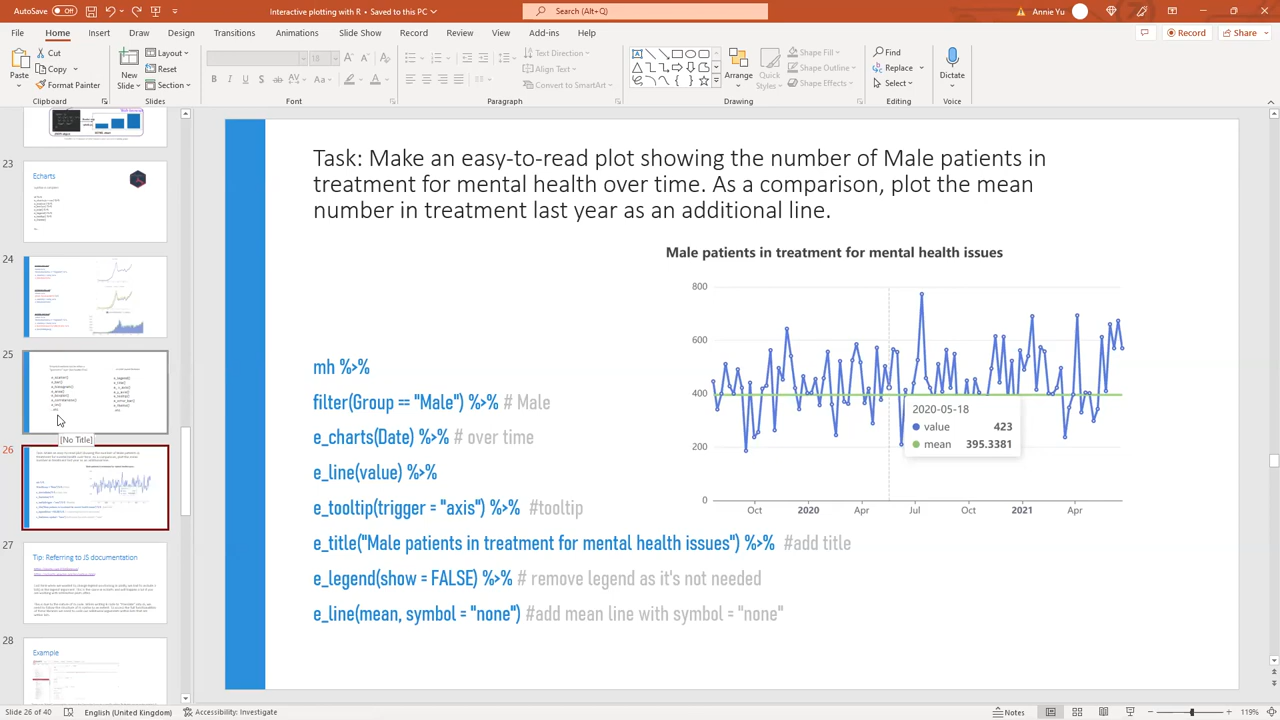 AutoSave Off
Interactive plotting with R • Saved to this PC
Search (Alt+Q)
Annie Yu
File Home Insert Draw Design Transitions Animations Slide Show Record Review View Add-ins Help
Record
Share
Paste
Cut
Copy
Format Painter
Clipboard
New
Slide
Layout
Reset
Section
Slides
18
B I U S ab AV Aa A
Font
Text Direction
Align Text
Convert to SmartArt
Paragraph
Arrange
Quick
Styles
Shape Fill
Shape Outline
Shape Effects
Drawing
Find
Replace
Select
Editing
Dictate
Voice
23
Echarts
24
25
[No Title]
26
27
Tip: Referring to JS documentation
28
Example
Task: Make an easy-to-read plot showing the number of Male patients in
treatment for mental health over time. As a comparison, plot the mean
number in treatment last year as an additional line.
Male patients in treatment for mental health issues
800
600
400
200
0
Oct 2020 Apr Jul Oct 2021 Apr
2020-05-18
value 423
mean 395.3381
mh %>%
filter(Group == "Male") %>% # Male
e_charts(Date) %>% # over time
e_line(value) %>%
e_tooltip(trigger = "axis") %>% #tooltip
e_title("Male patients in treatment for mental health issues") %>% #add title
e_legend(show = FALSE) %>% # remove legend as it's not needed
e_line(mean, symbol = "none") #add mean line with symbol = "none"
Slide 26 of 40
English (United Kingdom)
Accessibility: Investigate
Notes
119%